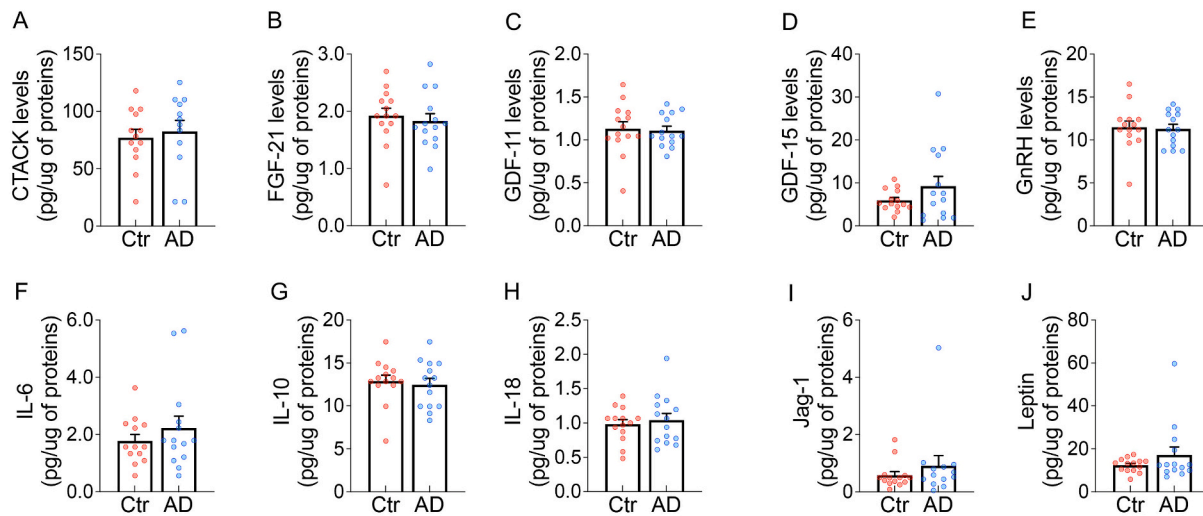 A
CTACK levels
(pg/ug of proteins)
150
100
50
0
Ctr AD
B
FGF-21 levels
(pg/ug of proteins)
3.0
2.0
1.0
0.0
Ctr AD
C
GDF-11 levels
(pg/ug of proteins)
2.0
1.5
1.0
0.5
0.0
Ctr AD
D
GDF-15 levels
(pg/ug of proteins)
40
30
20
10
0
Ctr AD
E
GnRH levels
(pg/ug of proteins)
20
15
10
5
0
Ctr AD
F
IL-6
(pg/ug of proteins)
6.0
4.0
2.0
0.0
Ctr AD
G
IL-10
(pg/ug of proteins)
20
15
10
5
0
Ctr AD
H
IL-18
(pg/ug of proteins)
2.5
2.0
1.5
1.0
0.5
0.0
Ctr AD
I
Jag-1
(pg/ug of proteins)
6
4
2
0
Ctr AD
J
Leptin
(pg/ug of proteins)
80
60
40
20
0
Ctr AD